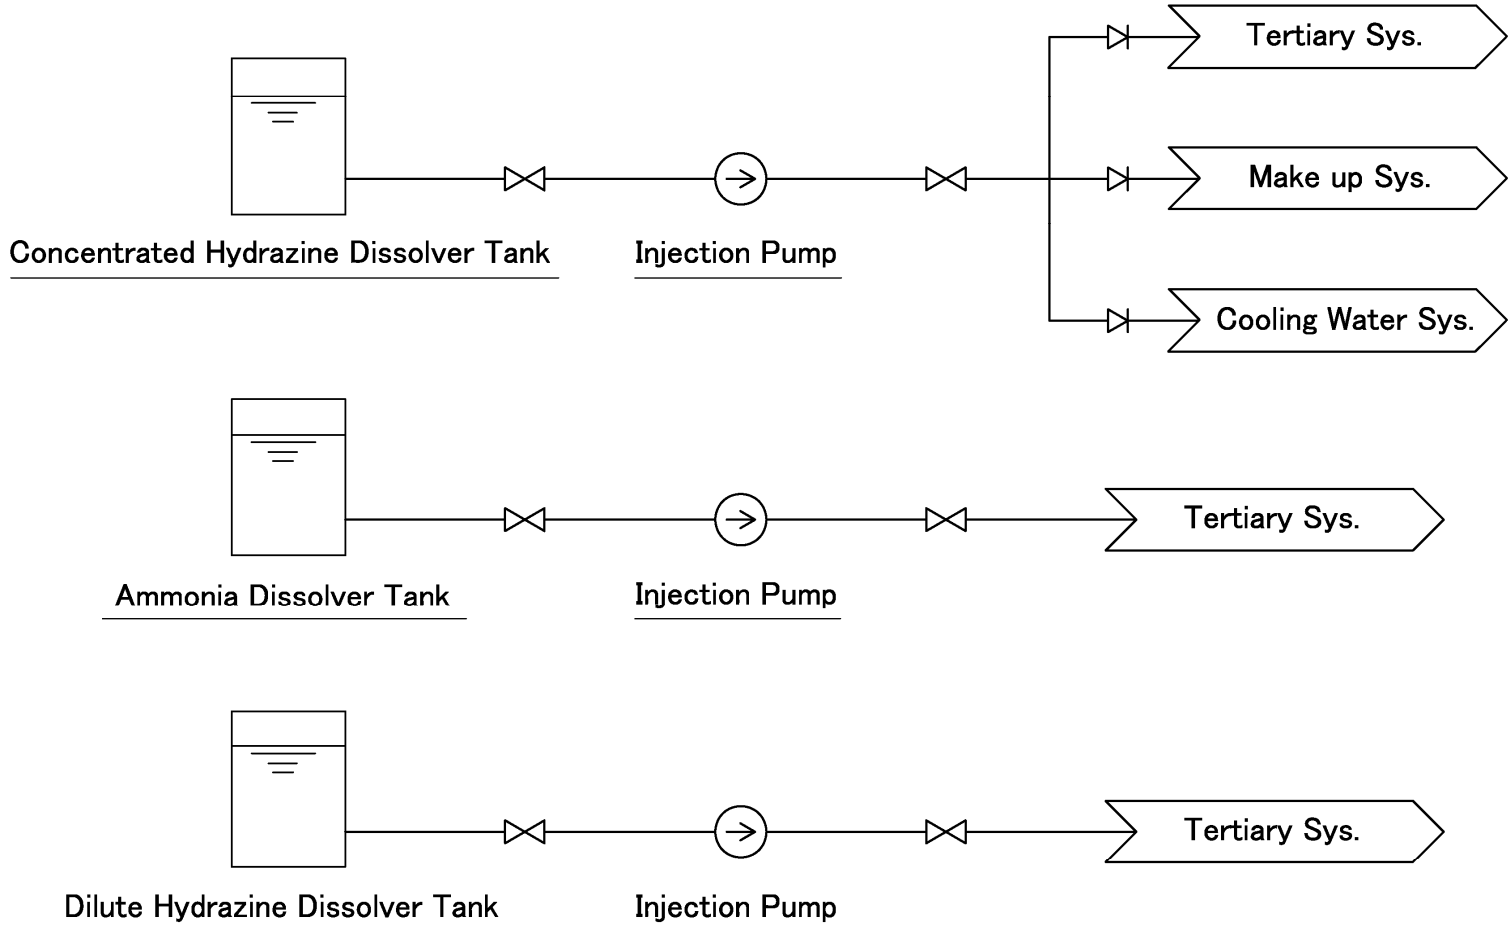 Tertiary Sys.
Make up Sys.
Concentrated Hydrazine Dissolver Tank
Injection Pump
Cooling Water Sys.
Tertiary Sys.
Ammonia Dissolver Tank
Injection Pump
Tertiary Sys.
Dilute Hydrazine Dissolver Tank
Injection Pump